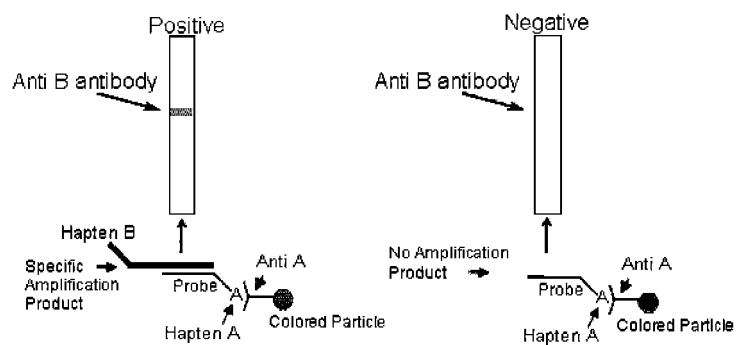 Positive
Anti B antibody
Hapten B
Specific
Amplification
Product
Anti A
Probe
A
Hapten A
Colored Particle
Negative
Anti B antibody
No Amplification
Product
Anti A
Probe
A
Hapten A
Colored Particle